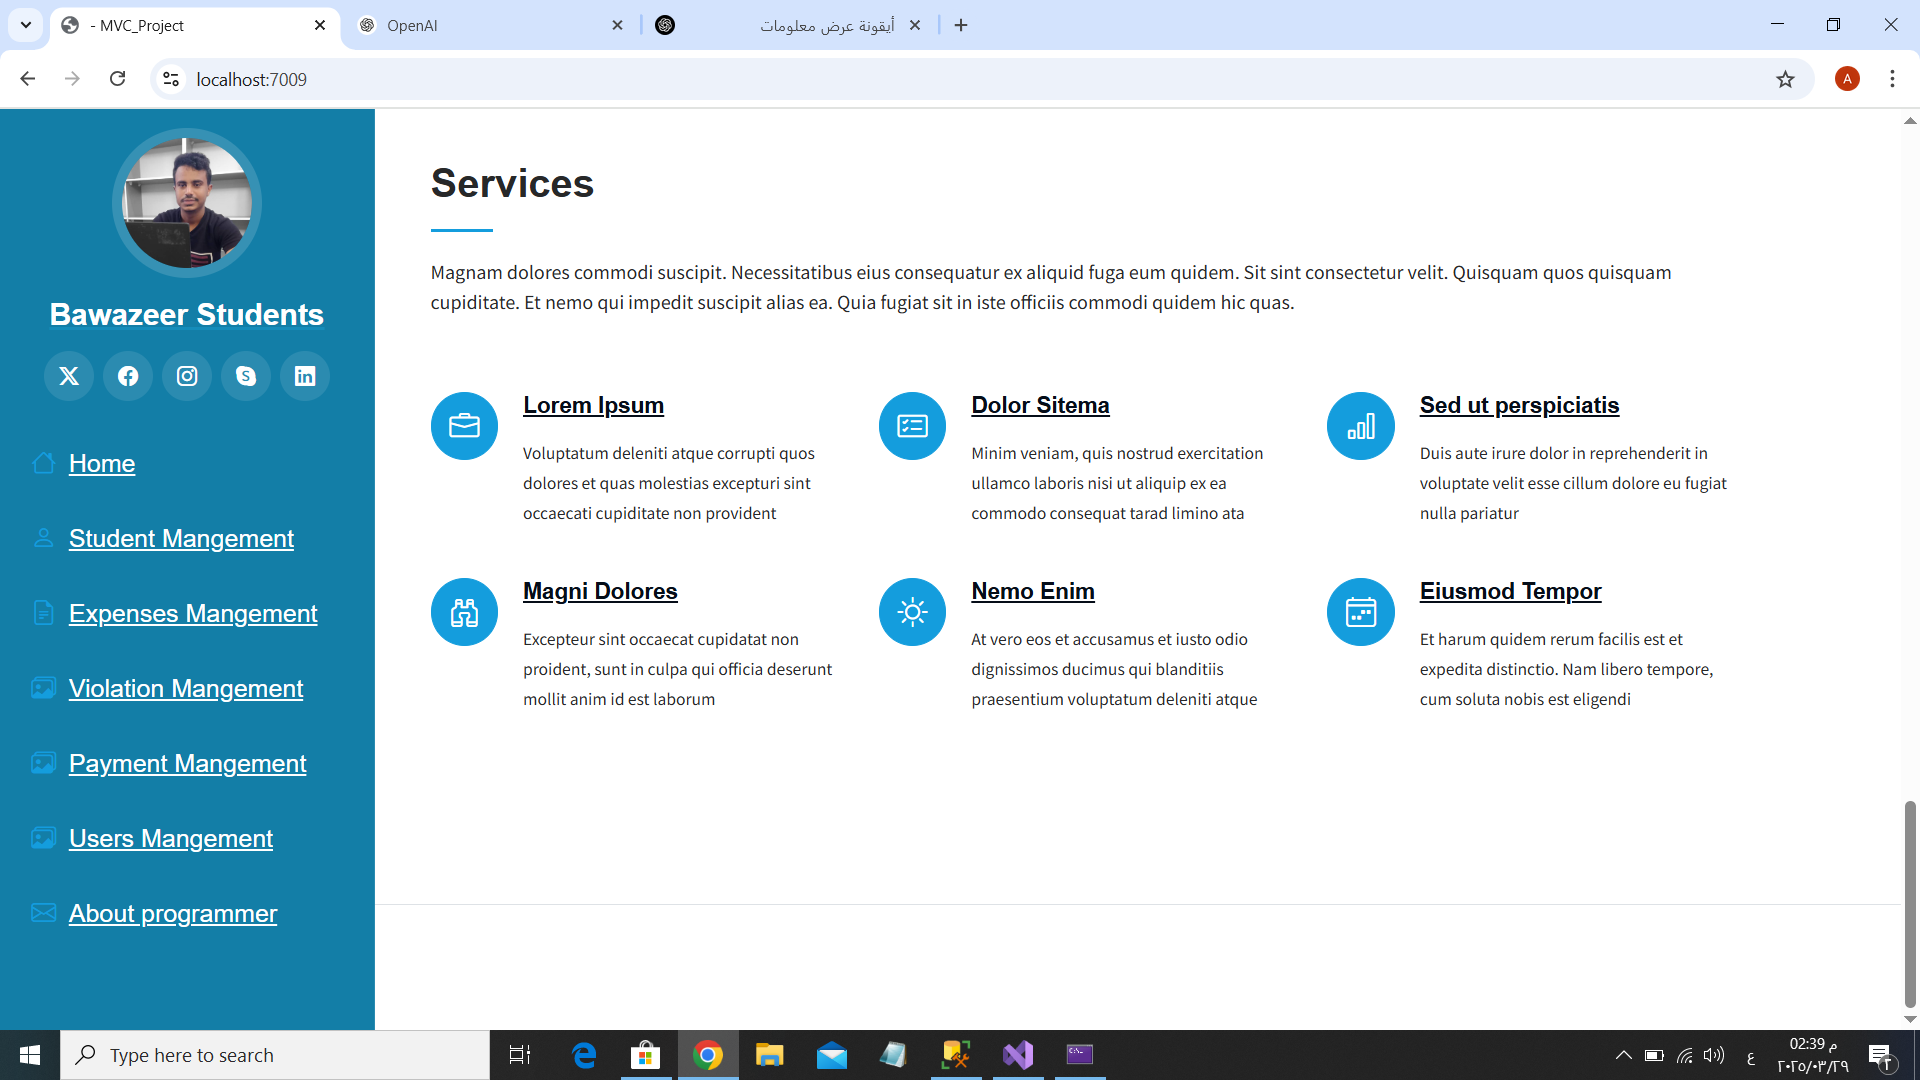 - MVC_Project
OpenAI
أيقونة عرض معلومات
localhost:7009
A
Bawazeer Students
Home
Student Mangement
Expenses Mangement
Violation Mangement
Payment Mangement
Users Mangement
About programmer
Services
Magnam dolores commodi suscipit. Necessitatibus eius consequatur ex aliquid fuga eum quidem. Sit sint consectetur velit. Quisquam quos quisquam
cupiditate. Et nemo qui impedit suscipit alias ea. Quia fugiat sit in iste officiis commodi quidem hic quas.
Lorem Ipsum
Voluptatum deleniti atque corrupti quos
dolores et quas molestias excepturi sint
occaecati cupiditate non provident
Dolor Sitema
Minim veniam, quis nostrud exercitation
ullamco laboris nisi ut aliquip ex ea
commodo consequat tarad limino ata
Sed ut perspiciatis
Duis aute irure dolor in reprehenderit in
voluptate velit esse cillum dolore eu fugiat
nulla pariatur
Magni Dolores
Excepteur sint occaecat cupidatat non
proident, sunt in culpa qui officia deserunt
mollit anim id est laborum
Nemo Enim
At vero eos et accusamus et iusto odio
dignissimos ducimus qui blanditiis
praesentium voluptatum deleniti atque
Eiusmod Tempor
Et harum quidem rerum facilis est et
expedita distinctio. Nam libero tempore,
cum soluta nobis est eligendi
Type here to search
ع
02:39 م
٢٠٢٥/٠٣/٢٩
٢